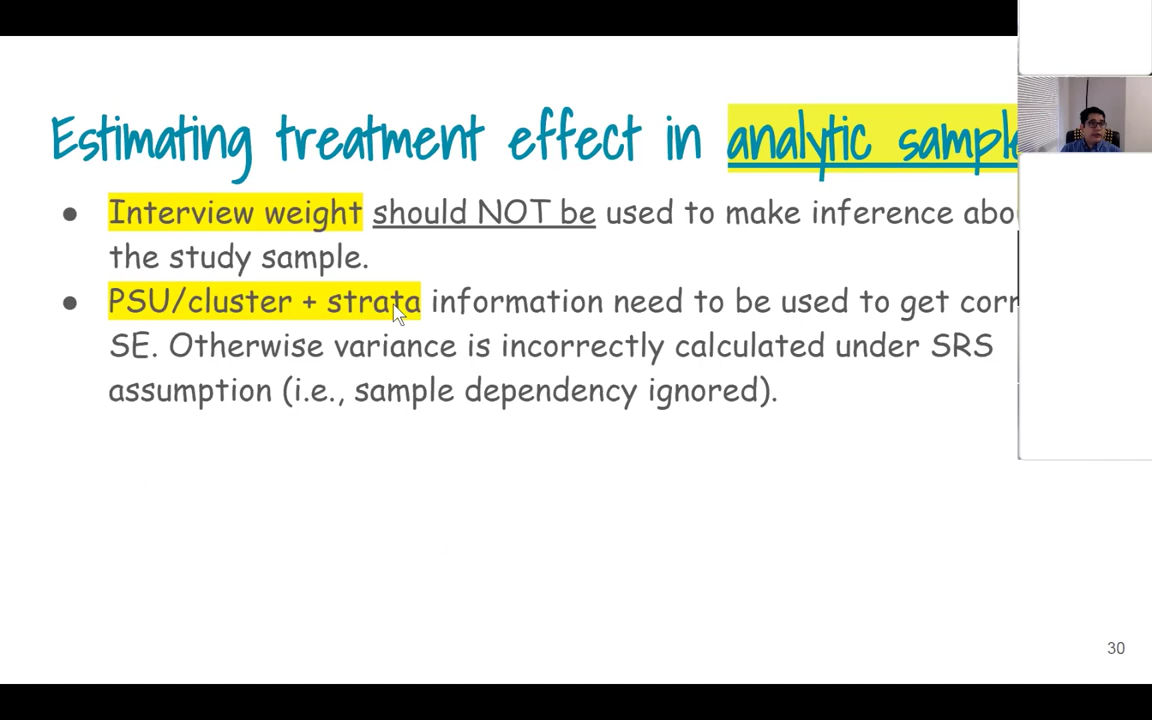 Estimating treatment effect in analytic sample
● Interview weight should NOT be used to make inference abo
the study sample.
● PSU/cluster + strata information need to be used to get corr
SE. Otherwise variance is incorrectly calculated under SRS
assumption (i.e., sample dependency ignored).
30